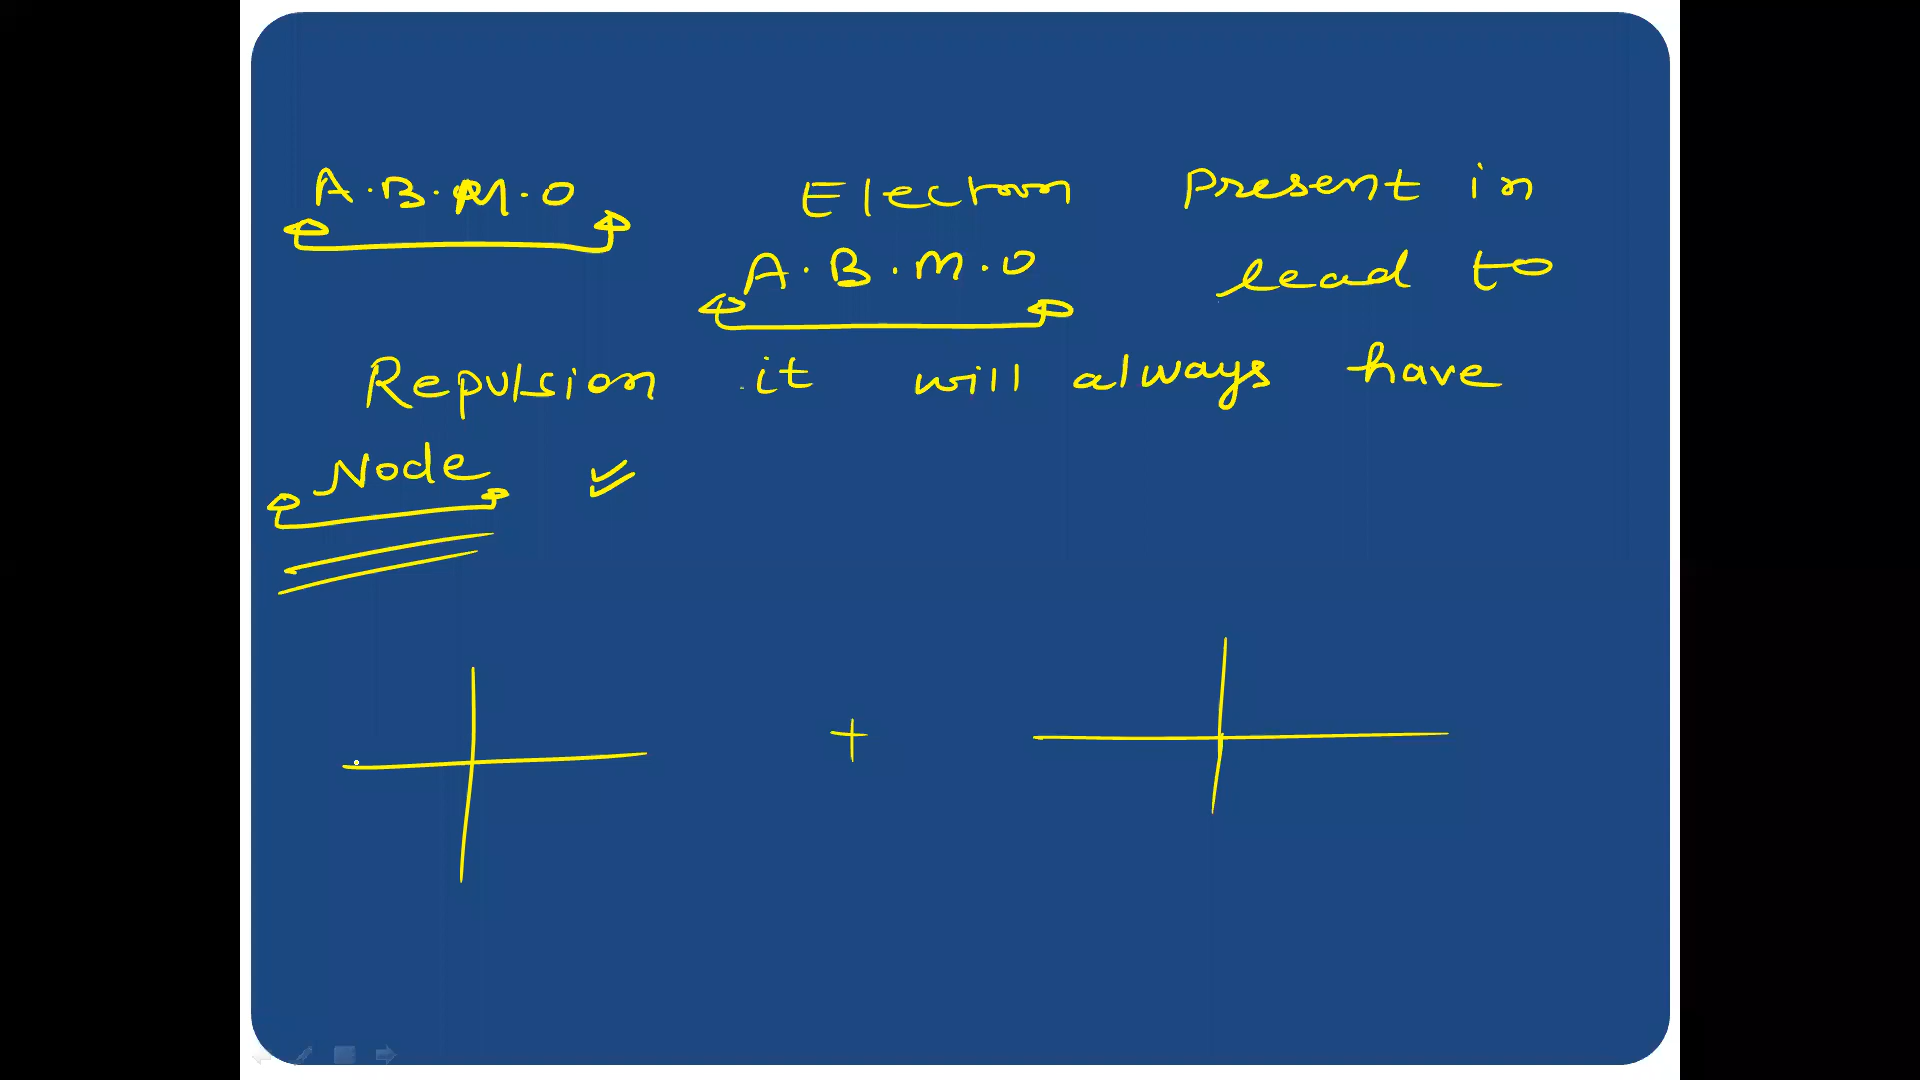 A.B.M.O Electron Present in
A.B.M.O lead to
Repulsion it will always have
Node
+